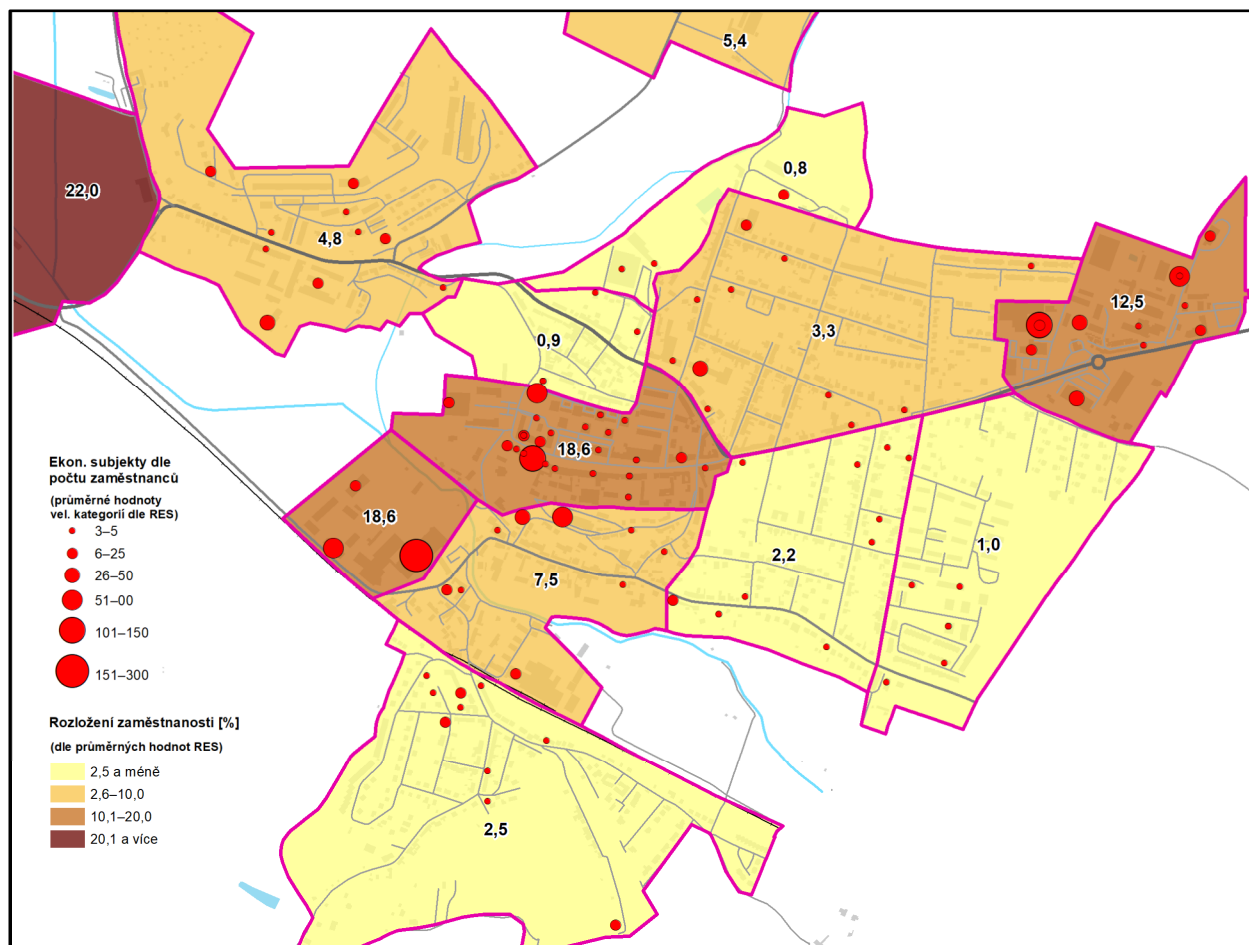 5,4
0,8
22,0
4,8
12,5
3,3
0,9
18,6
18,6
1,0
2,2
7,5
2,5
Ekon. subjekty dle
počtu zaměstnanců
(průměrné hodnoty
vel. kategorií dle RES)
3–5
6–25
26–50
51–00
101–150
151–300
Rozložení zaměstnanosti [%]
(dle průměrných hodnot RES)
2,5 a méně
2,6–10,0
10,1–20,0
20,1 a více